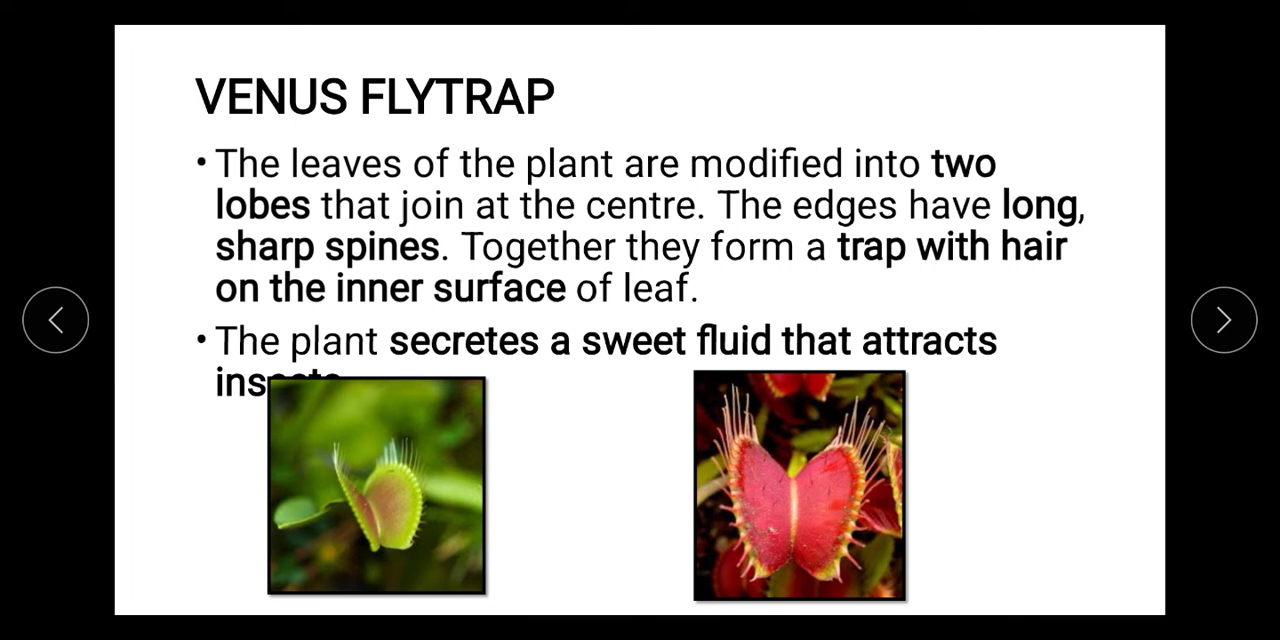 VENUS FLYTRAP
• The leaves of the plant are modified into two
lobes that join at the centre. The edges have long,
sharp spines. Together they form a trap with hair
on the inner surface of leaf.
• The plant secretes a sweet fluid that attracts
insects